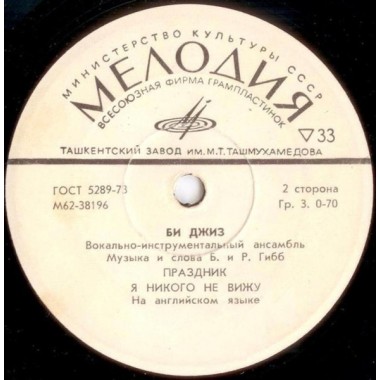 МИНИСТЕРСТВО КУЛЬТУРЫ СССР
МЕЛОДИЯ
ВСЕСОЮЗНАЯ ФИРМА ГРАМПЛАСТИНОК
▽33
ТАШКЕНТСКИЙ ЗАВОД ИМ. М.Т. ТАШМУХАМЕДОВА
ГОСТ 5289-73
М62-38196
2 сторона
Гр. 3. 0-70
БИ ДЖИЗ
Вокально-инструментальный ансамбль
Музыка и слова Б. и Р. Гибб
ПРАЗДНИК
Я НИКОГО НЕ ВИЖУ
На английском языке